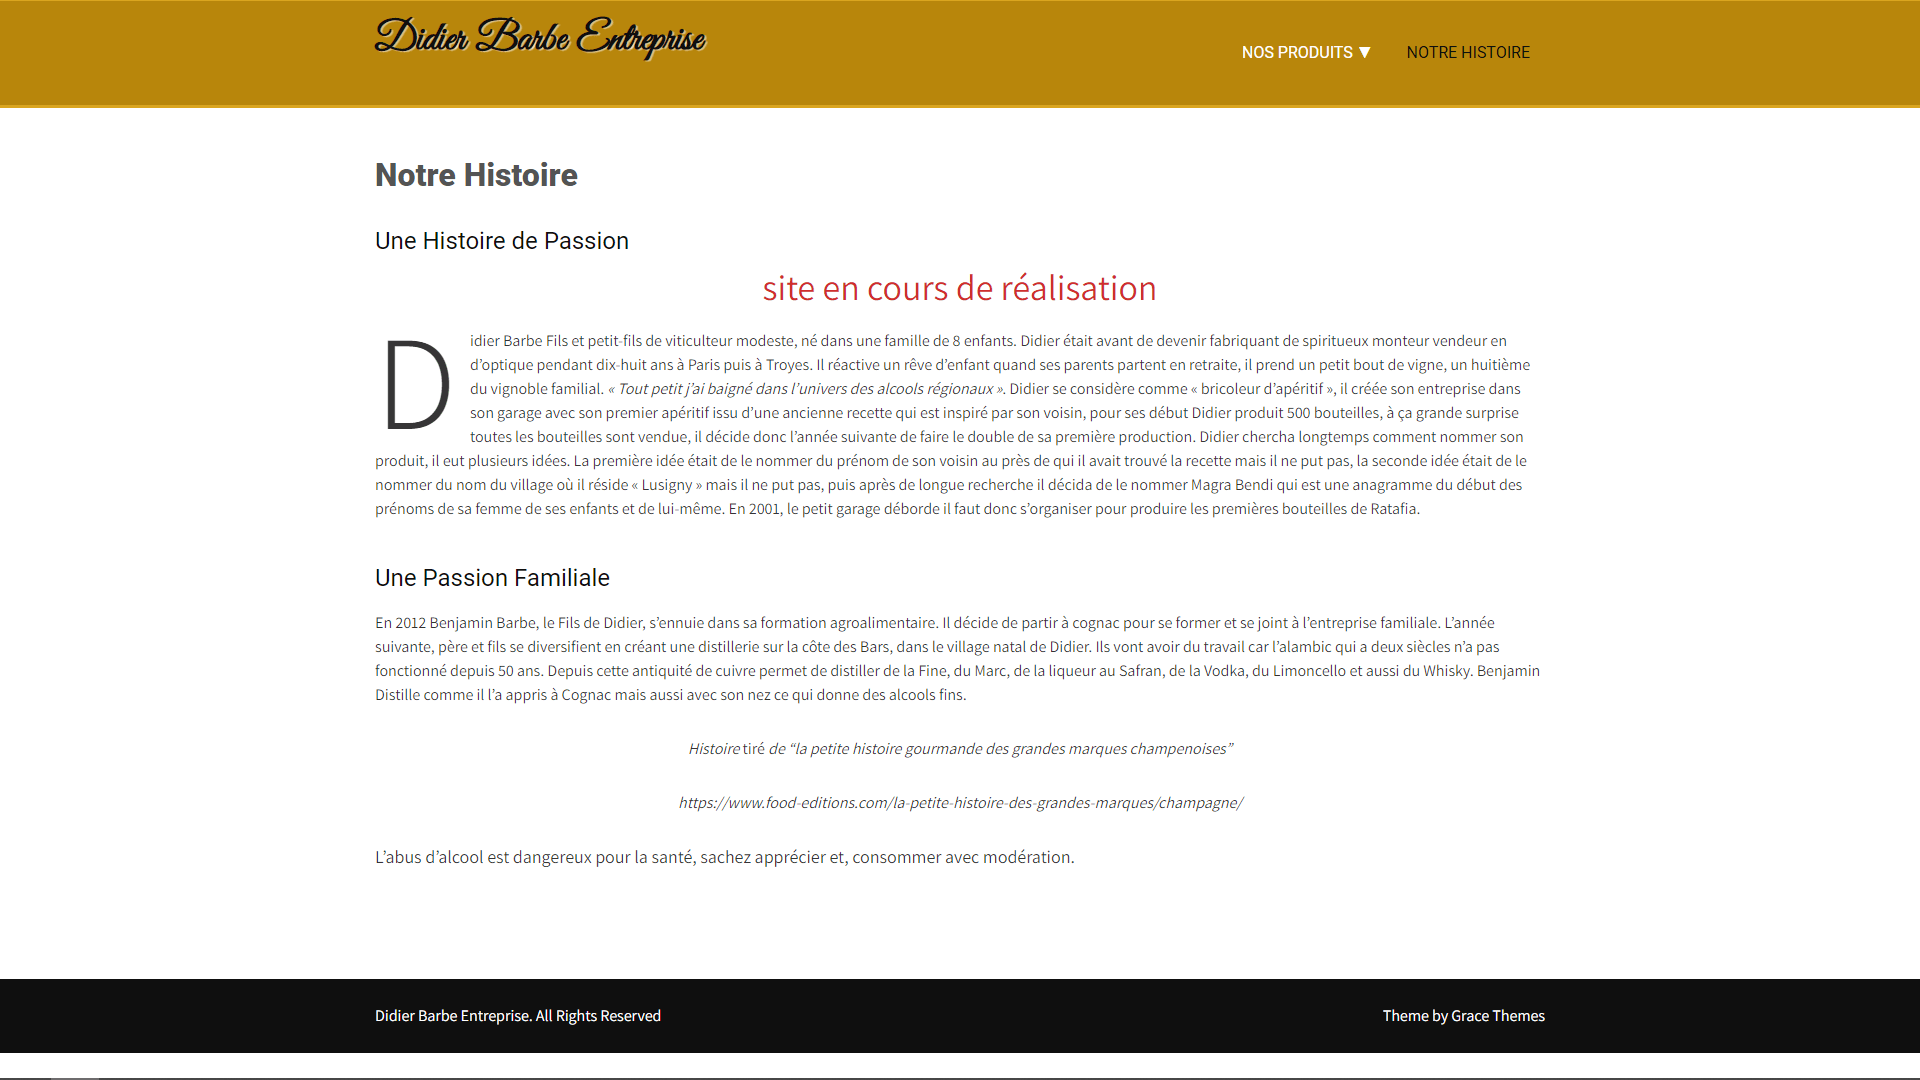 Didier Barbe Entreprise
NOS PRODUITS ▼ NOTRE HISTOIRE
Notre Histoire
Une Histoire de Passion
site en cours de réalisation
Didier Barbe Fils et petit-fils de viticulteur modeste, né dans une famille de 8 enfants. Didier était avant de devenir fabriquant de spiritueux monteur vendeur en
d’optique pendant dix-huit ans à Paris puis à Troyes. Il réactive un rêve d’enfant quand ses parents partent en retraite, il prend un petit bout de vigne, un huitième
du vignoble familial. « Tout petit j’ai baigné dans l’univers des alcools régionaux ». Didier se considère comme « bricoleur d’apéritif », il créée son entreprise dans
son garage avec son premier apéritif issu d’une ancienne recette qui est inspiré par son voisin, pour ses début Didier produit 500 bouteilles, à ça grande surprise
toutes les bouteilles sont vendue, il décide donc l’année suivante de faire le double de sa première production. Didier chercha longtemps comment nommer son
produit, il eut plusieurs idées. La première idée était de le nommer du prénom de son voisin au près de qui il avait trouvé la recette mais il ne put pas, la seconde idée était de le
nommer du nom du village où il réside « Lusigny » mais il ne put pas, puis après de longue recherche il décida de le nommer Magra Bendi qui est une anagramme du début des
prénoms de sa femme de ses enfants et de lui-même. En 2001, le petit garage déborde il faut donc s’organiser pour produire les premières bouteilles de Ratafia.
Une Passion Familiale
En 2012 Benjamin Barbe, le Fils de Didier, s’ennuie dans sa formation agroalimentaire. Il décide de partir à cognac pour se former et se joint à l’entreprise familiale. L’année
suivante, père et fils se diversifient en créant une distillerie sur la côte des Bars, dans le village natal de Didier. Ils vont avoir du travail car l’alambic qui a deux siècles n’a pas
fonctionné depuis 50 ans. Depuis cette antiquité de cuivre permet de distiller de la Fine, du Marc, de la liqueur au Safran, de la Vodka, du Limoncello et aussi du Whisky. Benjamin
Distille comme il l’a appris à Cognac mais aussi avec son nez ce qui donne des alcools fins.
Histoire tiré de “la petite histoire gourmande des grandes marques champenoises”
https://www.food-editions.com/la-petite-histoire-des-grandes-marques/champagne/
L’abus d’alcool est dangereux pour la santé, sachez apprécier et, consommer avec modération.
Didier Barbe Entreprise. All Rights Reserved
Theme by Grace Themes